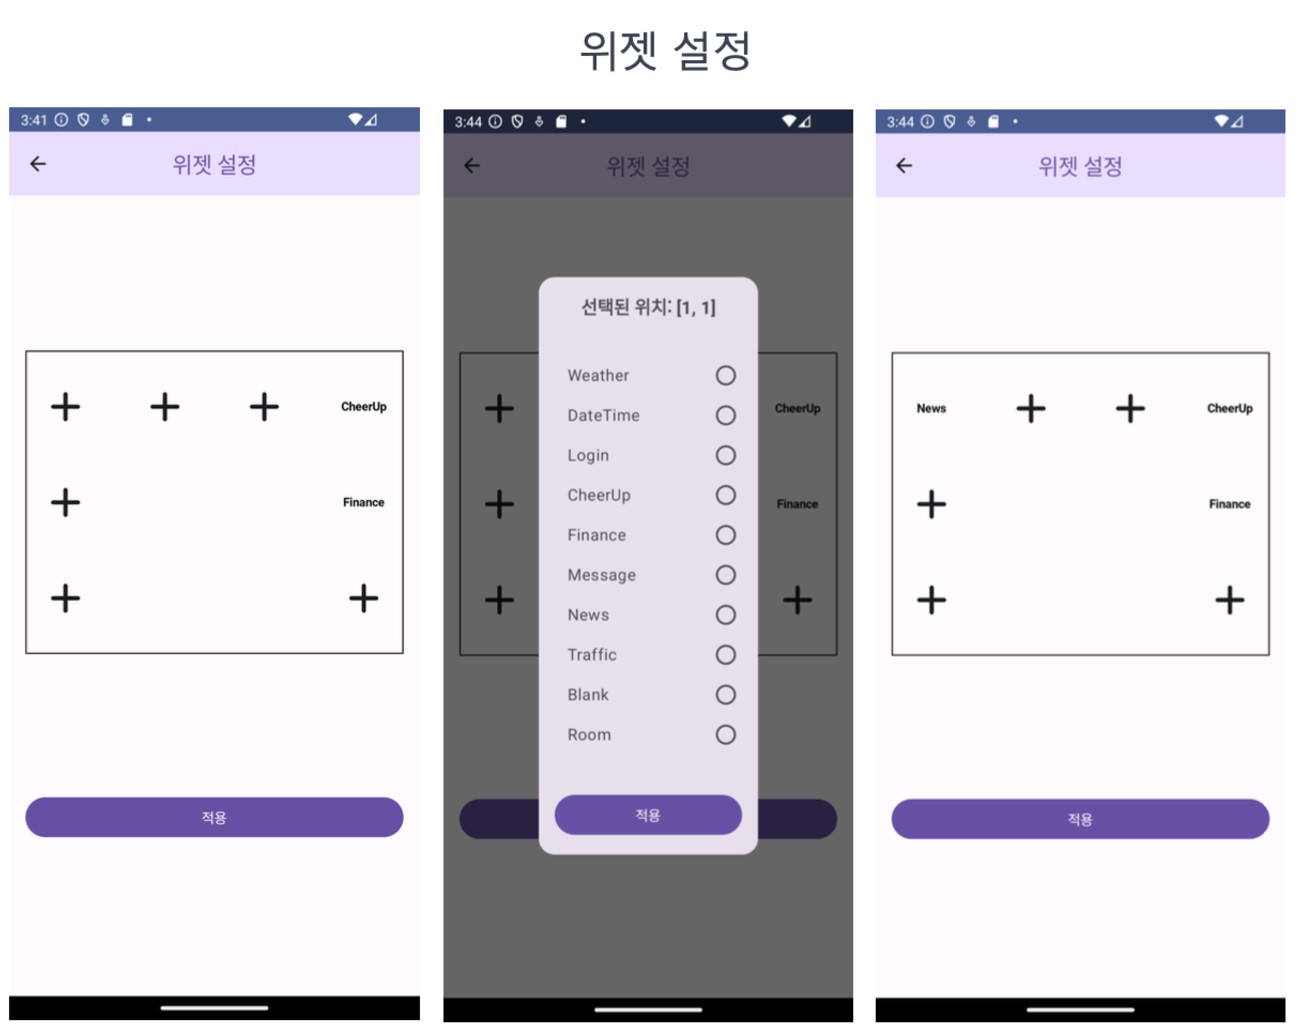 위젯 설정
3:41
위젯 설정
CheerUp
Finance
적용
3:44
위젯 설정
선택된 위치: [1, 1]
Weather
DateTime
Login
CheerUp
Finance
Message
News
Traffic
Blank
Room
적용
CheerUp
Finance
3:44
위젯 설정
News
CheerUp
Finance
적용